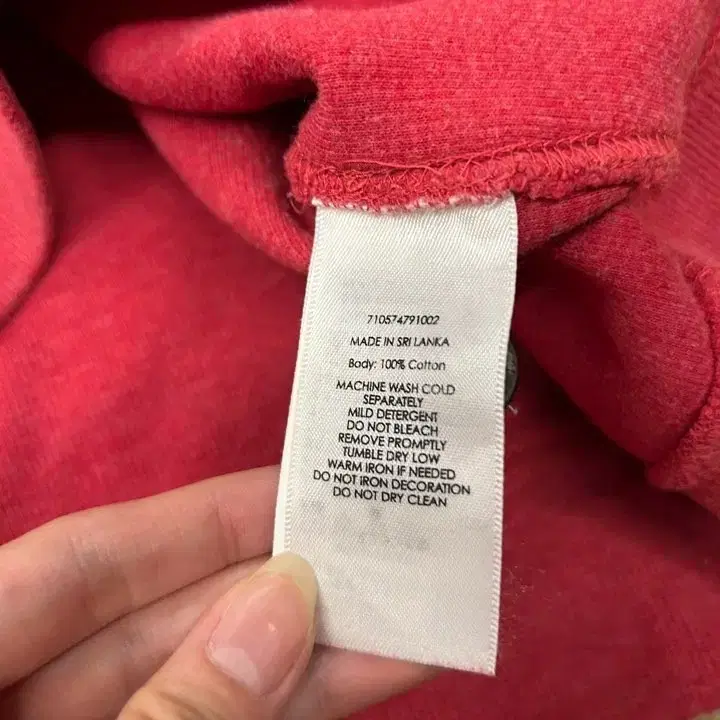 710574791002
MADE IN SRI LANKA
Body: 100% Cotton
MACHINE WASH COLD
SEPARATELY
MILD DETERGENT
DO NOT BLEACH
REMOVE PROMPTLY
TUMBLE DRY LOW
WARM IRON IF NEEDED
DO NOT IRON DECORATION
DO NOT DRY CLEAN